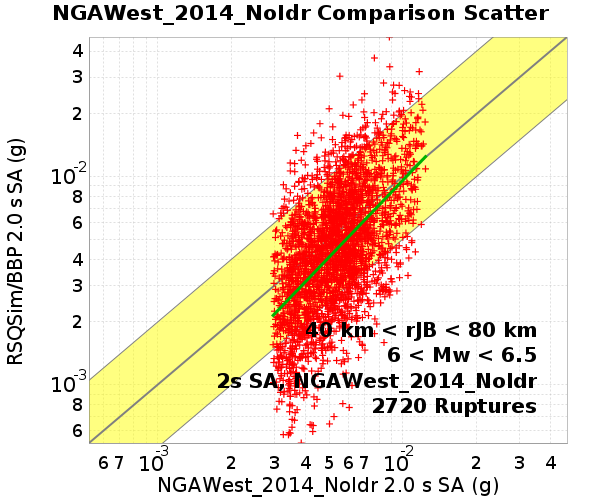 NGAWest_2014_NoIdr Comparison Scatter
RSQSim/BBP 2.0 s SA (g)
4
3
2
10-2
8
6
4
3
2
10-3
8
6
40 km < rJB < 80 km
6 < Mw < 6.5
2s SA, NGAWest_2014_NoIdr
2720 Ruptures
6 7 10-3 2 3 4 5 6 7 10-2 2 3 4
NGAWest_2014_NoIdr 2.0 s SA (g)